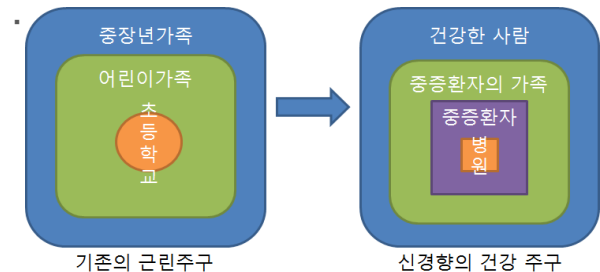 중장년가족
어린이가족
초
등
학
교
기존의 근린주구
건강한 사람
중증환자의 가족
중증환자
병
원
신경향의 건강 주구